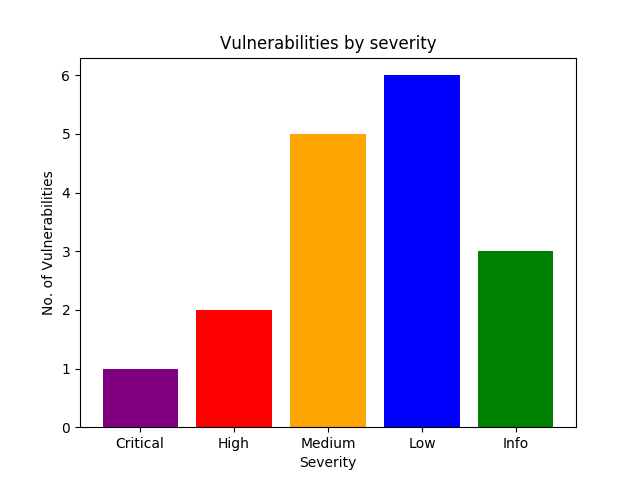 Vulnerabilities by severity
No. of Vulnerabilities
6
5
4
3
2
1
0
Critical
High
Medium
Low
Info
Severity